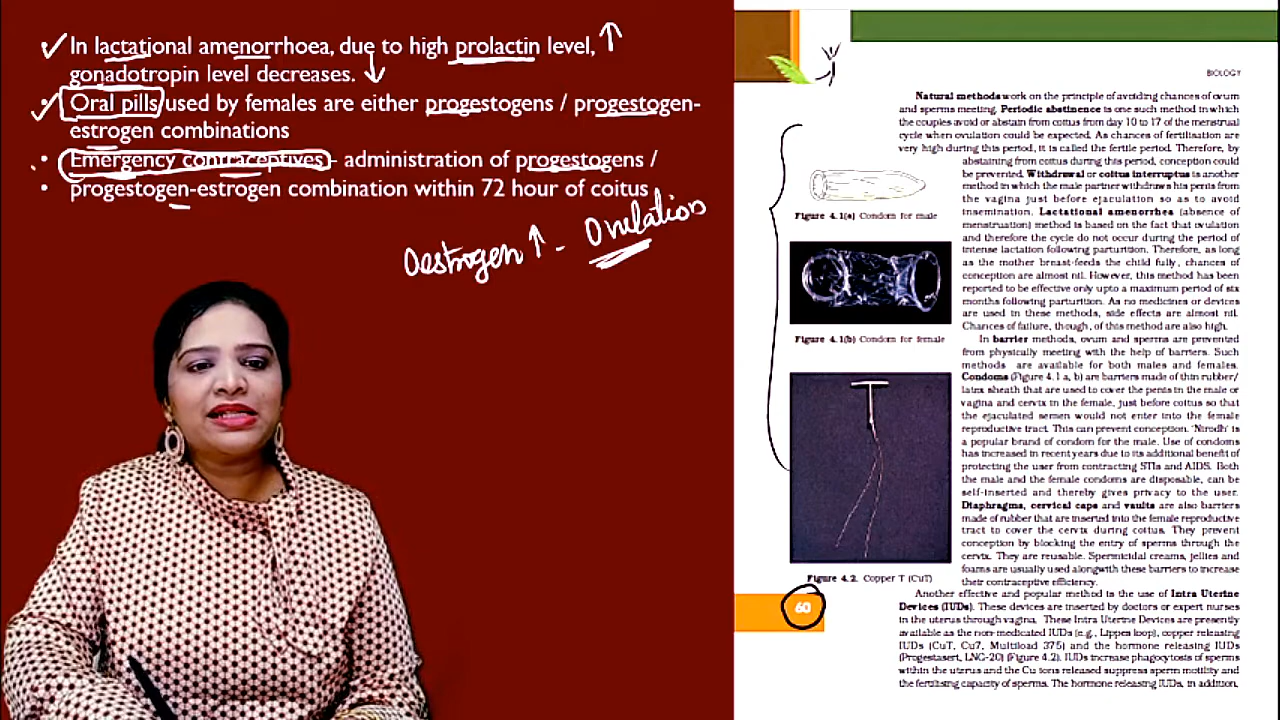 ✓ In lactational amenorrhoea, due to high prolactin level, ↑
gonadotropin level decreases. ↓
✓ Oral pills used by females are either progestogens / progestogen-
estrogen combinations
• Emergency contraceptives - administration of progestogens /
• progestogen-estrogen combination within 72 hour of coitus
Oestrogen ↑ - Ovulation
BIOLOGY
Natural methods work on the principle of avoiding chances of ovum
and sperms meeting. Periodic abstinence is one such method in which
the couples avoid or abstain from coitus from day 10 to 17 of the menstrual
cycle when ovulation could be expected. As chances of fertilisation are
very high during this period, it is called the fertile period. Therefore, by
abstaining from coitus during this period, conception could
be prevented. Withdrawal or coitus interruptus is another
method in which the male partner withdraws his penis from
the vagina just before ejaculation so as to avoid
insemination. Lactational amenorrhea (absence of
menstruation) method is based on the fact that ovulation
and therefore the cycle do not occur during the period of
intense lactation following parturition. Therefore, as long
as the mother breast-feeds the child fully, chances of
conception are almost nil. However, this method has been
reported to be effective only upto a maximum period of six
months following parturition. As no medicines or devices
are used in these methods, side effects are almost nil.
Chances of failure, though, of this method are also high.
In barrier methods, ovum and sperms are prevented
from physically meeting with the help of barriers. Such
methods are available for both males and females.
Condoms (Figure 4.1 a, b) are barriers made of thin rubber/
latex sheath that are used to cover the penis in the male or
vagina and cervix in the female, just before coitus so that
the ejaculated semen would not enter into the female
reproductive tract. This can prevent conception. 'Nirodh' is
a popular brand of condom for the male. Use of condoms
has increased in recent years due to its additional benefit of
protecting the user from contracting STIs and AIDS. Both
the male and the female condoms are disposable, can be
self-inserted and thereby gives privacy to the user.
Diaphragms, cervical caps and vaults are also barriers
made of rubber that are inserted into the female reproductive
tract to cover the cervix during coitus. They prevent
conception by blocking the entry of sperms through the
cervix. They are reusable. Spermicidal creams, jellies and
foams are usually used alongwith these barriers to increase
their contraceptive efficiency.
Another effective and popular method is the use of Intra Uterine
Devices (IUDs). These devices are inserted by doctors or expert nurses
in the uterus through vagina. These Intra Uterine Devices are presently
available as the non-medicated IUDs (e.g., Lippes loop), copper releasing
IUDs (CuT, Cu7, Multiload 375) and the hormone releasing IUDs
(Progestasert, LNG-20) (Figure 4.2). IUDs increase phagocytosis of sperms
within the uterus and the Cu ions released suppress sperm motility and
the fertilising capacity of sperms. The hormone releasing IUDs, in addition,
Figure 4.1(a) Condom for male
Figure 4.1(b) Condom for female
Figure 4.2. Copper T (CuT)
60